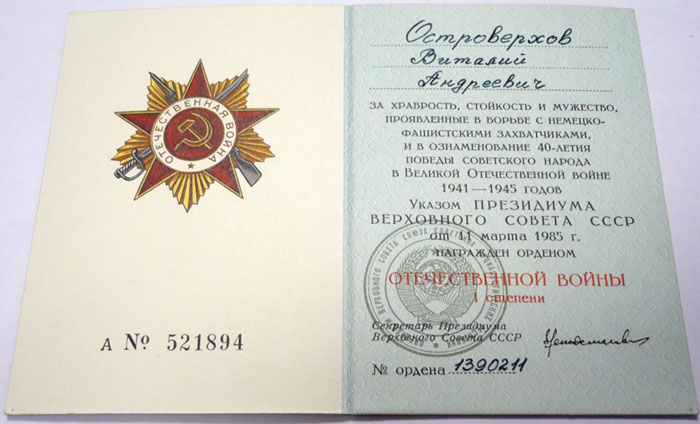 ОТЕЧЕСТВЕННАЯ ВОЙНА
А № 521894
Островерхов
Виталий
Андреевич
ЗА ХРАБРОСТЬ, СТОЙКОСТЬ И МУЖЕСТВО,
ПРОЯВЛЕННЫЕ В БОРЬБЕ С НЕМЕЦКО-
ФАШИСТСКИМИ ЗАХВАТЧИКАМИ,
И В ОЗНАМЕНОВАНИЕ 40-ЛЕТИЯ
ПОБЕДЫ СОВЕТСКОГО НАРОДА
В ВЕЛИКОЙ ОТЕЧЕСТВЕННОЙ ВОЙНЕ
1941—1945 ГОДОВ
УКАЗОМ ПРЕЗИДИУМА
ВЕРХОВНОГО СОВЕТА СССР
от 11 марта 1985 г.
НАГРАЖДЕН ОРДЕНОМ
ОТЕЧЕСТВЕННОЙ ВОЙНЫ
I степени
Секретарь Президиума
Верховного Совета СССР
№ ордена 1390211